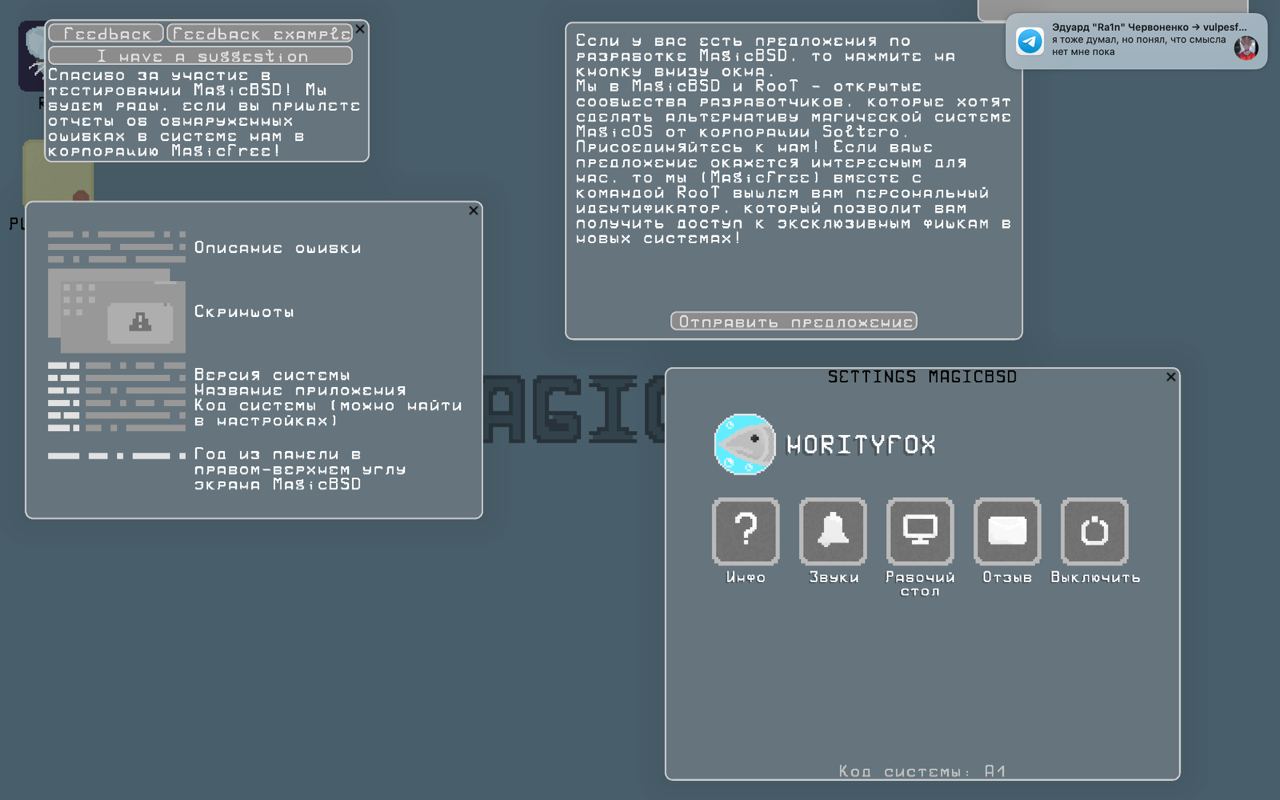 Feedback
Feedback example
I have a suggestion
Спасибо за участие в
тестировании MagicBSD! Мы
будем рады, если вы пришлете
отчеты об обнаруженных
ошибках в системе нам в
корпорацию MagicFree!
Описание ошибки
Скриншоты
Версия системы
Название приложения
Код системы (можно найти
в настройках)
Год из панели в
правом-верхнем углу
экрана MagicBSD
Если у вас есть предложения по
разработке MagicBSD, то нажмите на
кнопку внизу окна.
Мы в MagicBSD и RooT - открытые
сообщества разработчиков, которые хотят
сделать альтернативу магической системе
MagicOS от корпорации Soltero.
Присоединяйтесь к нам! Если ваше
предложение окажется интересным для
нас, то мы (MagicFree) вместе с
командой RooT вышлем вам персональный
идентификатор, который позволит вам
получить доступ к эксклюзивным фишкам в
новых системах!
Отправить предложение
Эдуард "Ra1n" Червоненко → vulpesf...
я тоже думал, но понял, что смысла
нет мне пока
SETTINGS MAGICBSD
WORITYFOX
Инфо
Звуки
Рабочий
стол
Отзыв
Выключить
Код системы: A1